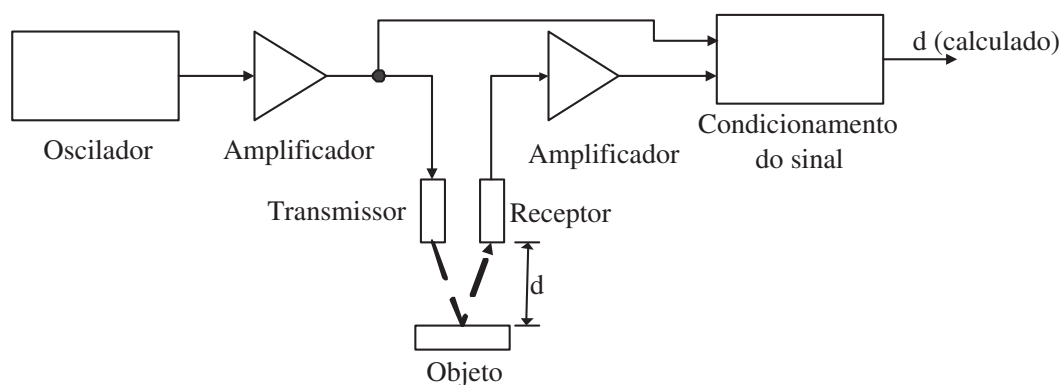 d (calculado)
Oscilador
Amplificador
Amplificador
Condicionamento
do sinal
Transmissor
Receptor
d
Objeto